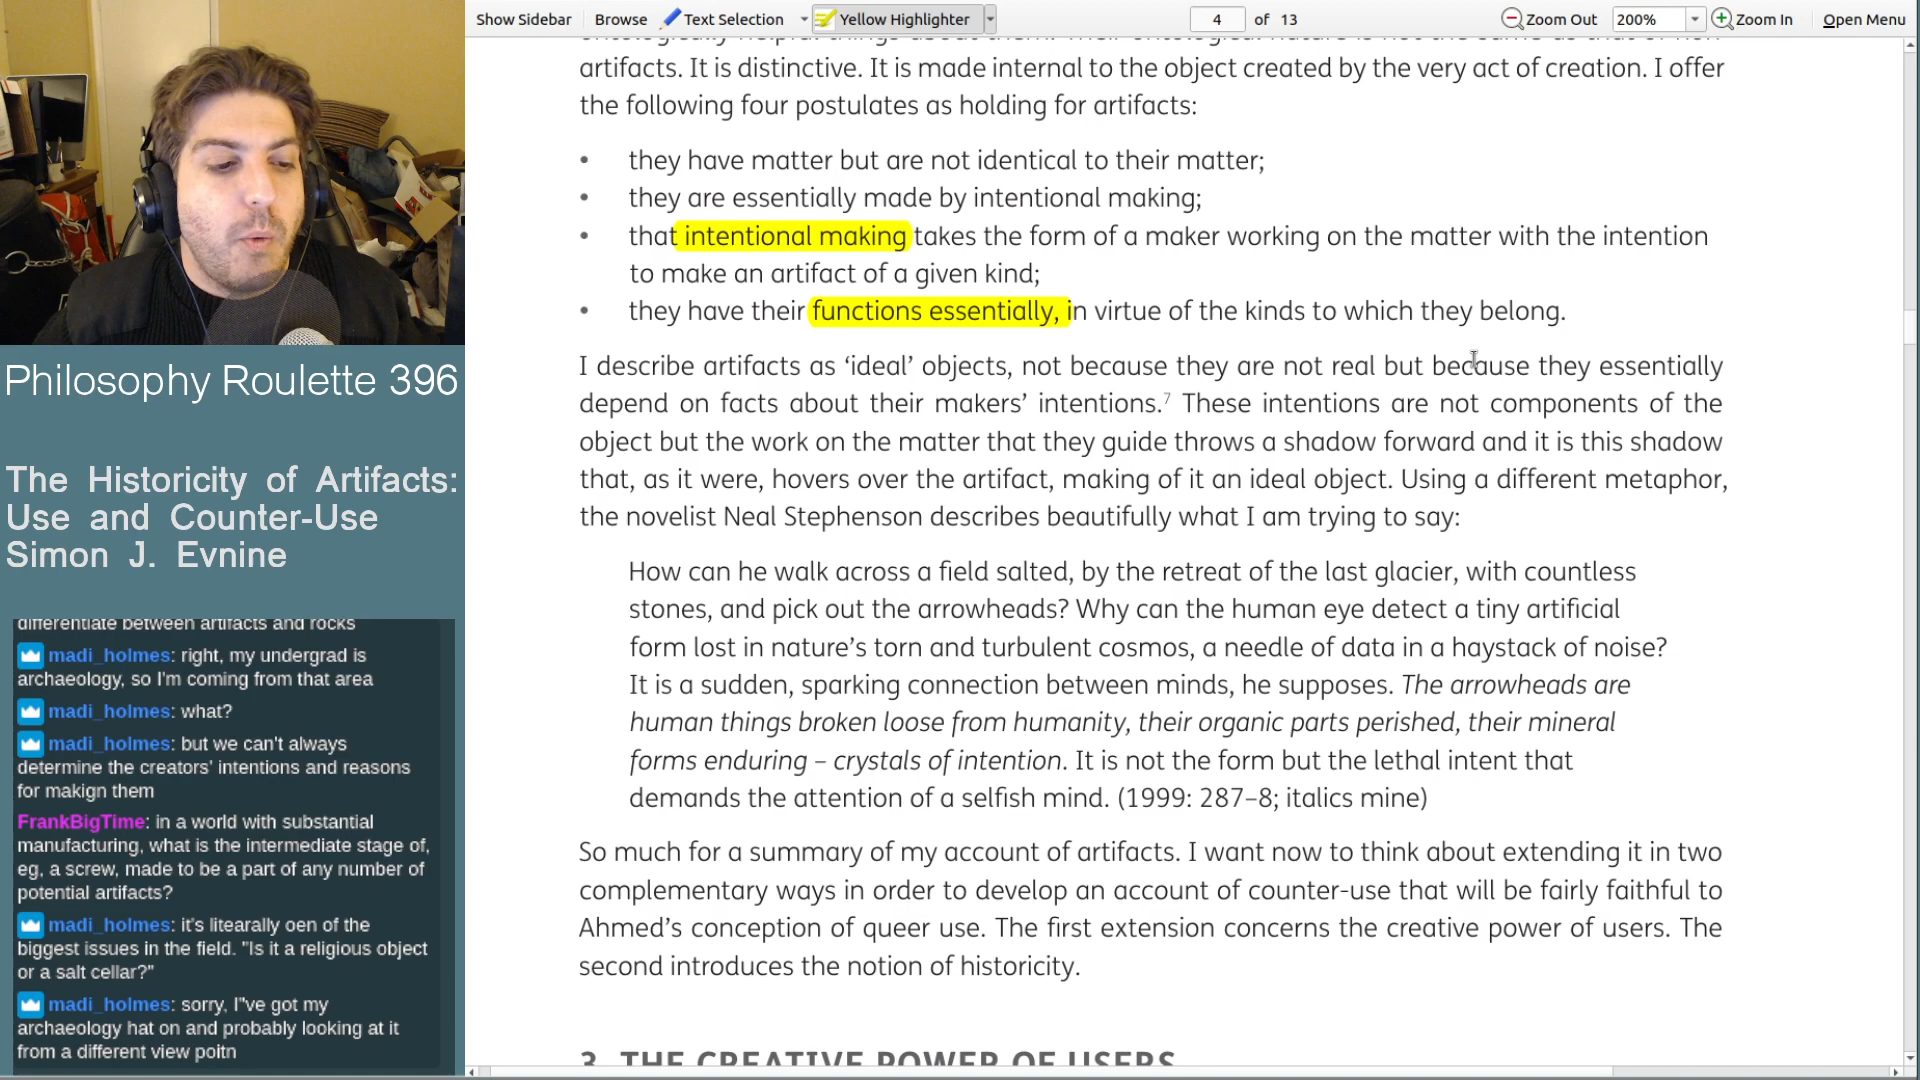 Show Sidebar Browse Text Selection Yellow Highlighter 4 of 13 Zoom Out 200% Zoom In Open Menu
artifacts. It is distinctive. It is made internal to the object created by the very act of creation. I offer
the following four postulates as holding for artifacts:
• they have matter but are not identical to their matter;
• they are essentially made by intentional making;
• that intentional making takes the form of a maker working on the matter with the intention
to make an artifact of a given kind;
• they have their functions essentially, in virtue of the kinds to which they belong.
I describe artifacts as ‘ideal’ objects, not because they are not real but because they essentially
depend on facts about their makers’ intentions.7 These intentions are not components of the
object but the work on the matter that they guide throws a shadow forward and it is this shadow
that, as it were, hovers over the artifact, making of it an ideal object. Using a different metaphor,
the novelist Neal Stephenson describes beautifully what I am trying to say:
How can he walk across a field salted, by the retreat of the last glacier, with countless
stones, and pick out the arrowheads? Why can the human eye detect a tiny artificial
form lost in nature’s torn and turbulent cosmos, a needle of data in a haystack of noise?
It is a sudden, sparking connection between minds, he supposes. The arrowheads are
human things broken loose from humanity, their organic parts perished, their mineral
forms enduring – crystals of intention. It is not the form but the lethal intent that
demands the attention of a selfish mind. (1999: 287–8; italics mine)
So much for a summary of my account of artifacts. I want now to think about extending it in two
complementary ways in order to develop an account of counter-use that will be fairly faithful to
Ahmed’s conception of queer use. The first extension concerns the creative power of users. The
second introduces the notion of historicity.
3. THE CREATIVE POWER OF USERS
Philosophy Roulette 396
The Historicity of Artifacts:
Use and Counter-Use
Simon J. Evnine
differentiate between artifacts and rocks
madi_holmes: right, my undergrad is
archaeology, so I'm coming from that area
madi_holmes: what?
madi_holmes: but we can't always
determine the creators' intentions and reasons
for makign them
FrankBigTime: in a world with substantial
manufacturing, what is the intermediate stage of,
eg, a screw, made to be a part of any number of
potential artifacts?
madi_holmes: it's litearally oen of the
biggest issues in the field. "Is it a religious object
or a salt cellar?"
madi_holmes: sorry, I"ve got my
archaeology hat on and probably looking at it
from a different view poitn